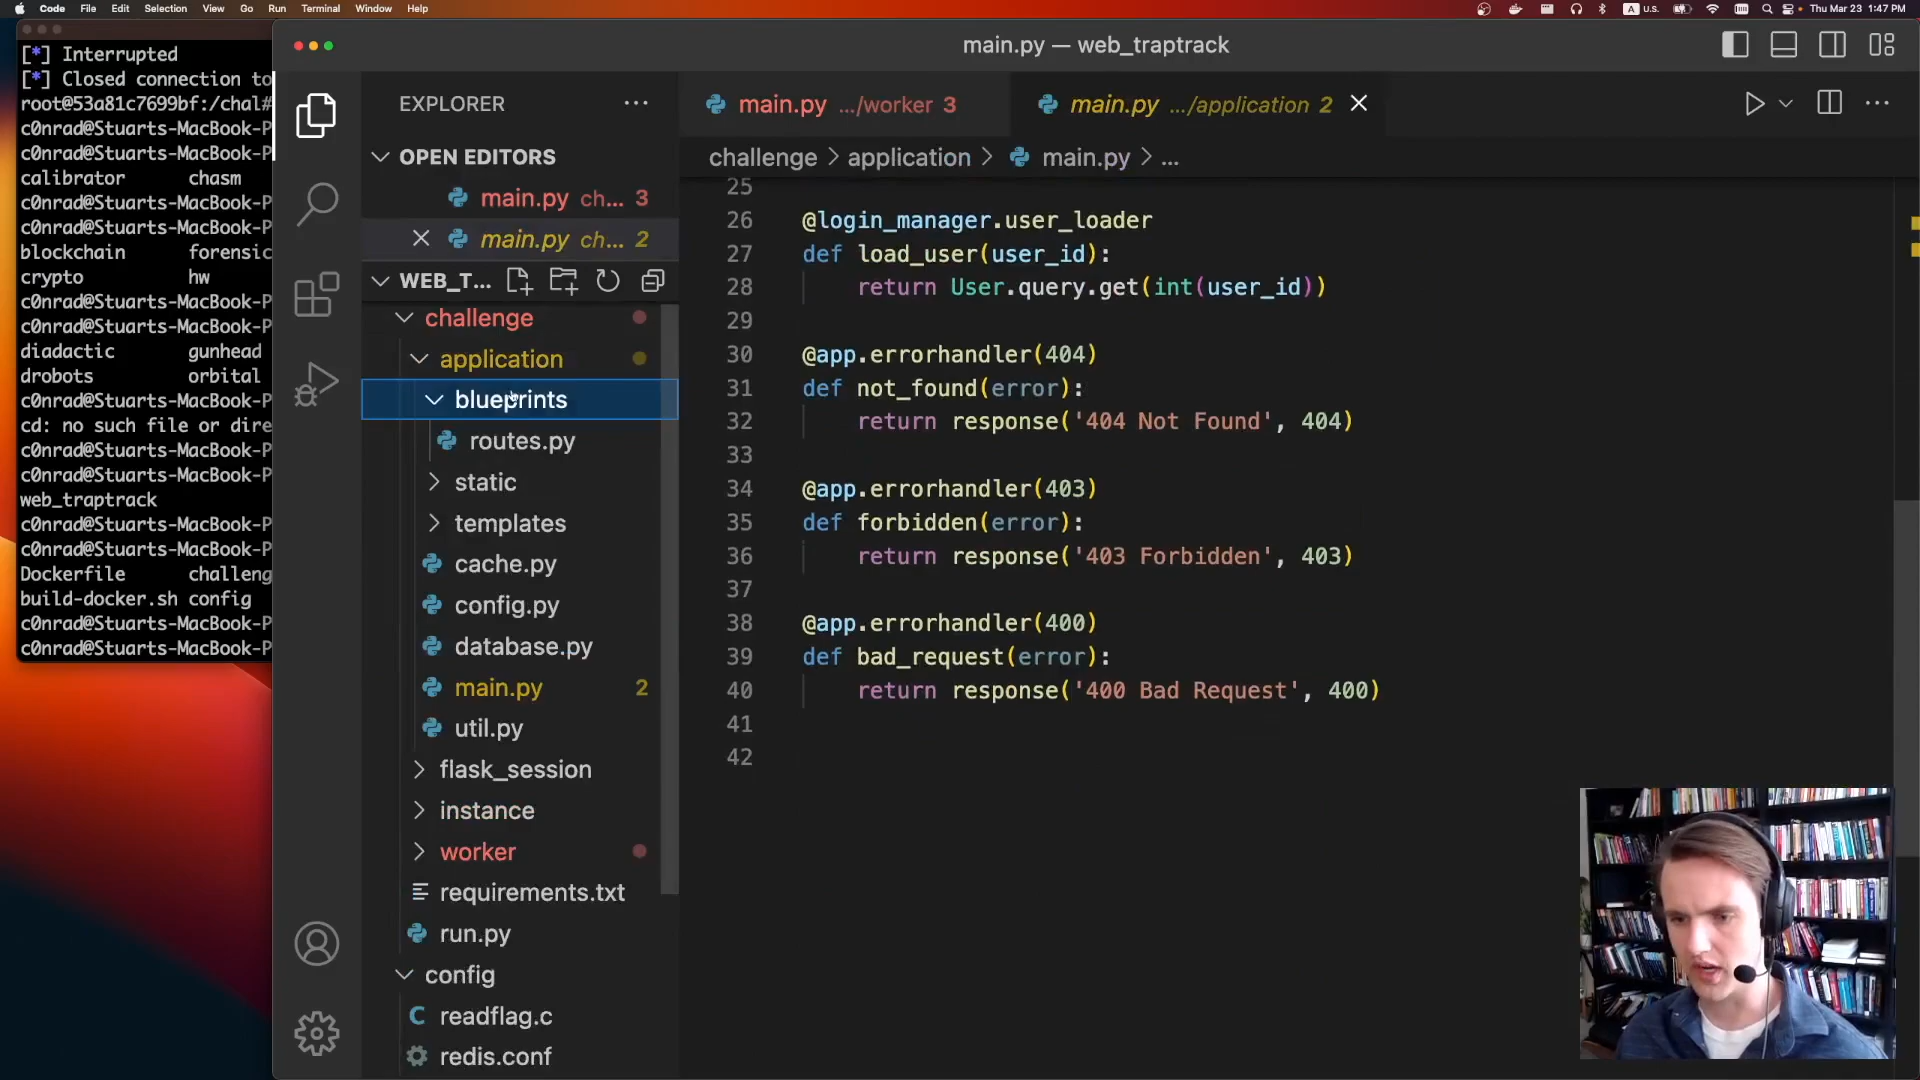 Code File Edit Selection View Go Run Terminal Window Help
A U.S. Thu Mar 23 1:47 PM
[*] Interrupted
[*] Closed connection to
root@53a81c7699bf:/chal#
c0nrad@Stuarts-MacBook-P
c0nrad@Stuarts-MacBook-P
calibrator chasm
c0nrad@Stuarts-MacBook-P
c0nrad@Stuarts-MacBook-P
blockchain forensic
crypto hw
c0nrad@Stuarts-MacBook-P
c0nrad@Stuarts-MacBook-P
diadactic gunhead
drobots orbital
c0nrad@Stuarts-MacBook-P
cd: no such file or dire
c0nrad@Stuarts-MacBook-P
c0nrad@Stuarts-MacBook-P
web_traptrack
c0nrad@Stuarts-MacBook-P
c0nrad@Stuarts-MacBook-P
Dockerfile challeng
build-docker.sh config
c0nrad@Stuarts-MacBook-P
c0nrad@Stuarts-MacBook-P
main.py — web_traptrack
EXPLORER
OPEN EDITORS
main.py ch... 3
main.py ch... 2
WEB_T...
challenge
application
blueprints
routes.py
static
templates
cache.py
config.py
database.py
main.py 2
util.py
flask_session
instance
worker
requirements.txt
run.py
config
readflag.c
redis.conf
main.py .../worker 3
main.py .../application 2
challenge > application > main.py > ...
25
26 @login_manager.user_loader
27 def load_user(user_id):
28 return User.query.get(int(user_id))
29
30 @app.errorhandler(404)
31 def not_found(error):
32 return response('404 Not Found', 404)
33
34 @app.errorhandler(403)
35 def forbidden(error):
36 return response('403 Forbidden', 403)
37
38 @app.errorhandler(400)
39 def bad_request(error):
40 return response('400 Bad Request', 400)
41
42